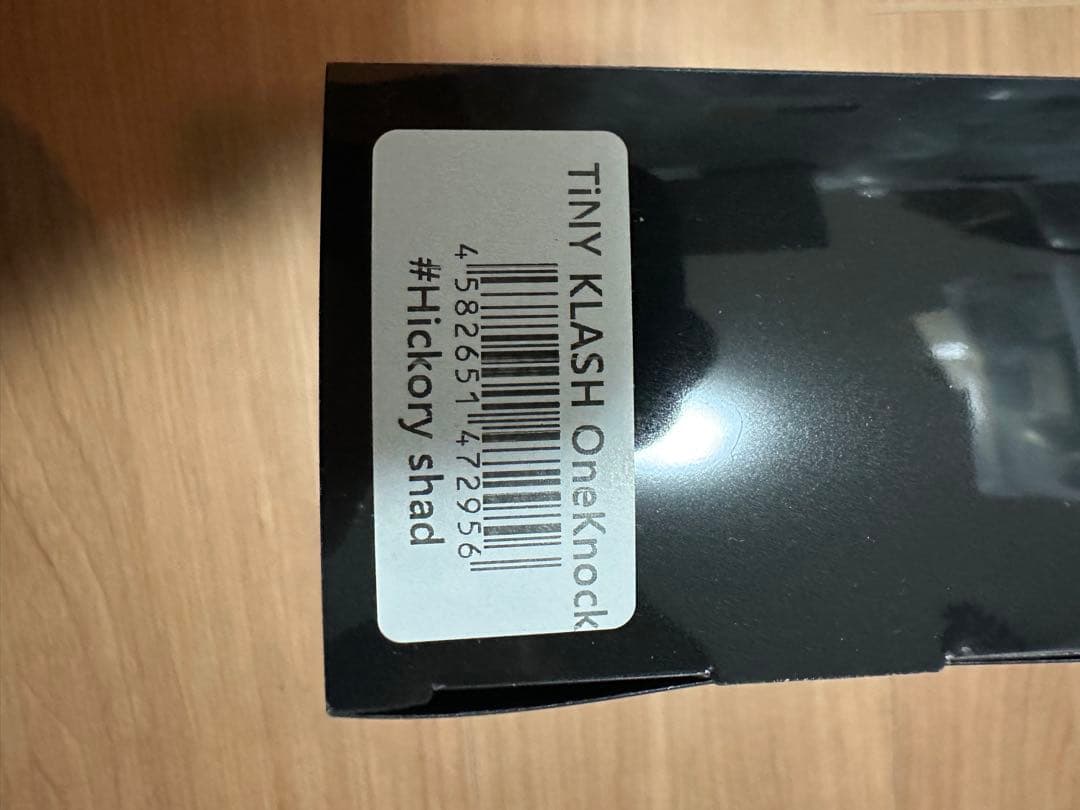 TiNY KLASH OneKnock
4 582651 472956
#Hickory shad